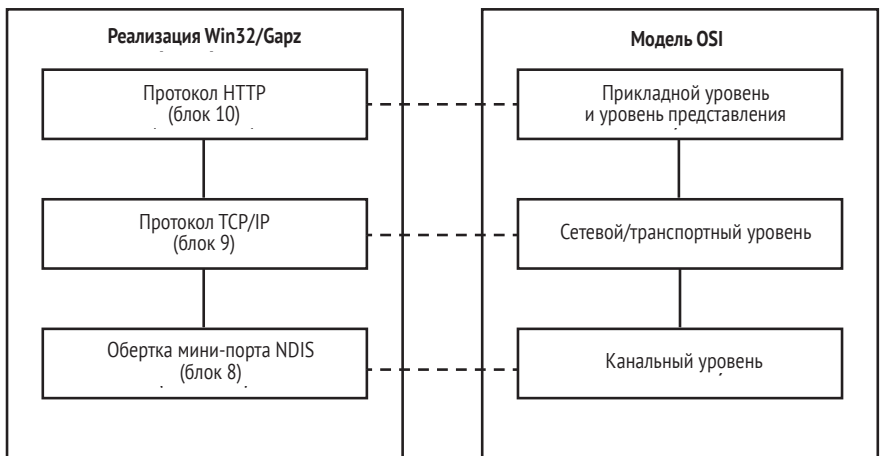 Реализация Win32/Gapz
Модель OSI
Протокол HTTP
(блок 10)
Прикладной уровень
и уровень представления
Протокол TCP/IP
(блок 9)
Сетевой/транспортный уровень
Обертка мини-порта NDIS
(блок 8)
Канальный уровень